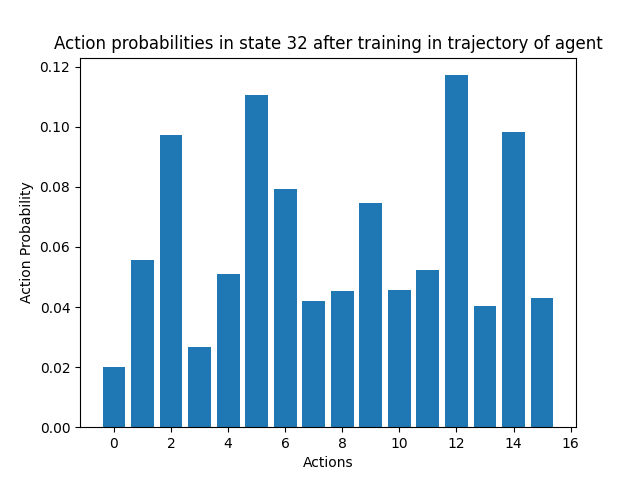 Action probabilities in state 32 after training in trajectory of agent
0.12
0.10
0.08
0.06
0.04
0.02
0.00
Action Probability
0 2 4 6 8 10 12 14 16
Actions